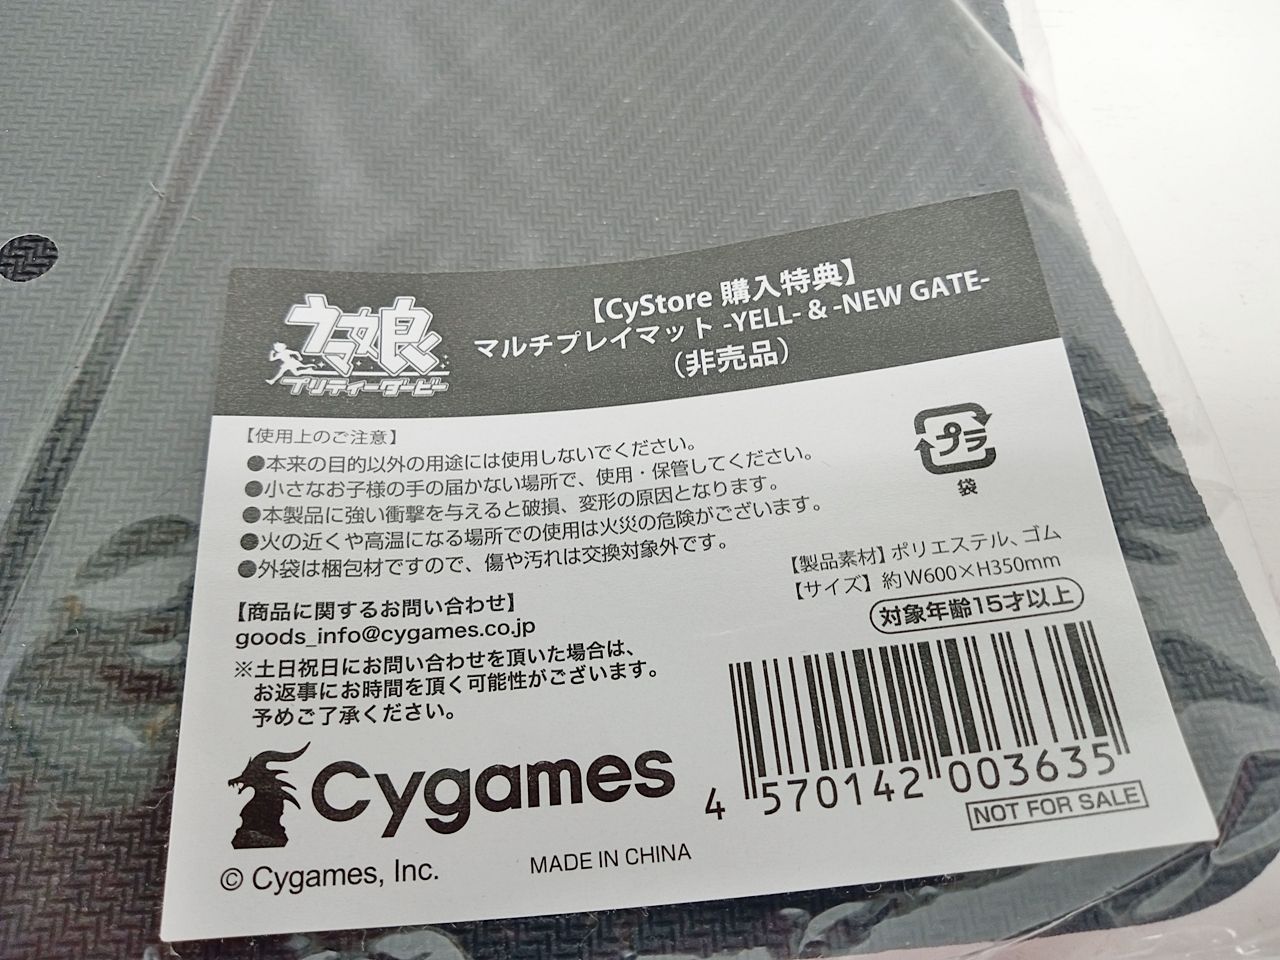 ウマ娘
プリティーダービー
【CyStore 購入特典】
マルチプレイマット -YELL- & -NEW GATE-
（非売品）
【使用上のご注意】
●本来の目的以外の用途には使用しないでください。
●小さなお子様の手の届かない場所で、使用・保管してください。
●本製品に強い衝撃を与えると破損、変形の原因となります。
●火の近くや高温になる場所での使用は火災の危険がございます。
●外袋は梱包材ですので、傷や汚れは交換対象外です。
プラ
袋
【製品素材】ポリエステル、ゴム
【サイズ】約W600×H350mm
対象年齢15才以上
【商品に関するお問い合わせ】
goods_info@cygames.co.jp
※土日祝日にお問い合わせを頂いた場合は、
お返事にお時間を頂く可能性がございます。
予めご了承ください。
Cygames
© Cygames, Inc.
MADE IN CHINA
4 570142 003635
NOT FOR SALE